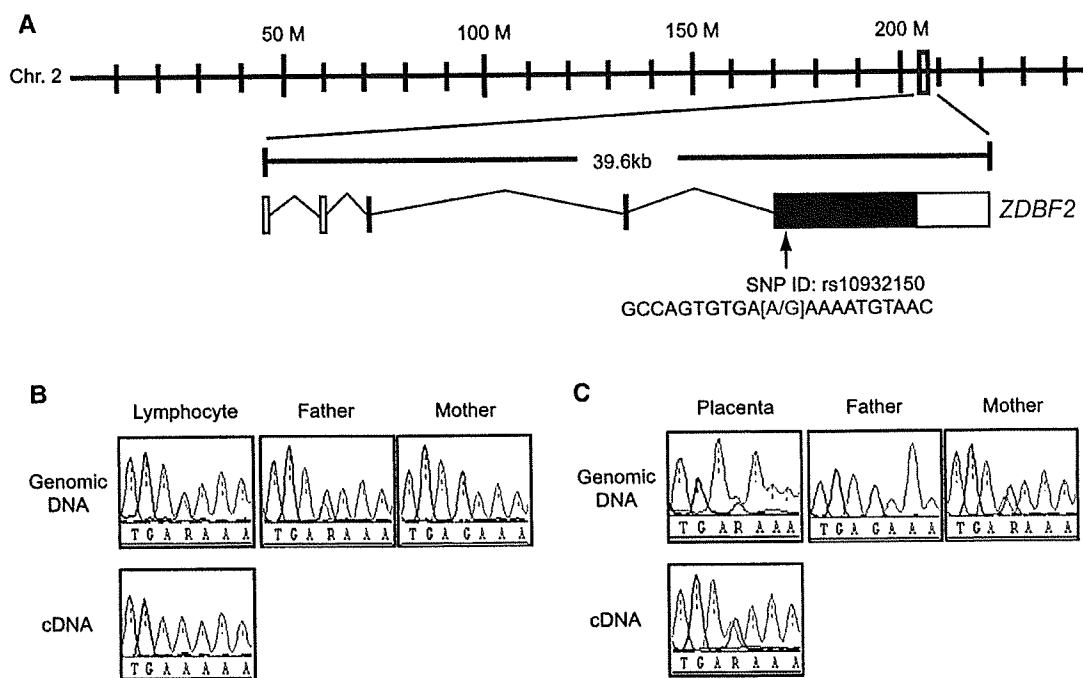 A
50 M
100 M
150 M
200 M
Chr. 2
39.6kb
ZDBF2
SNP ID: rs10932150
GCCAGTGTGA[A/G]AAAATGTAAC
B
Lymphocyte
Father
Mother
Genomic
DNA
T G A R A A A
T G A R A A A
T G A G A A A
cDNA
T G A A A A A
C
Placenta
Father
Mother
Genomic
DNA
T G A R A A A
T G A G A A A
T G A R A A A
cDNA
T G A R A A A